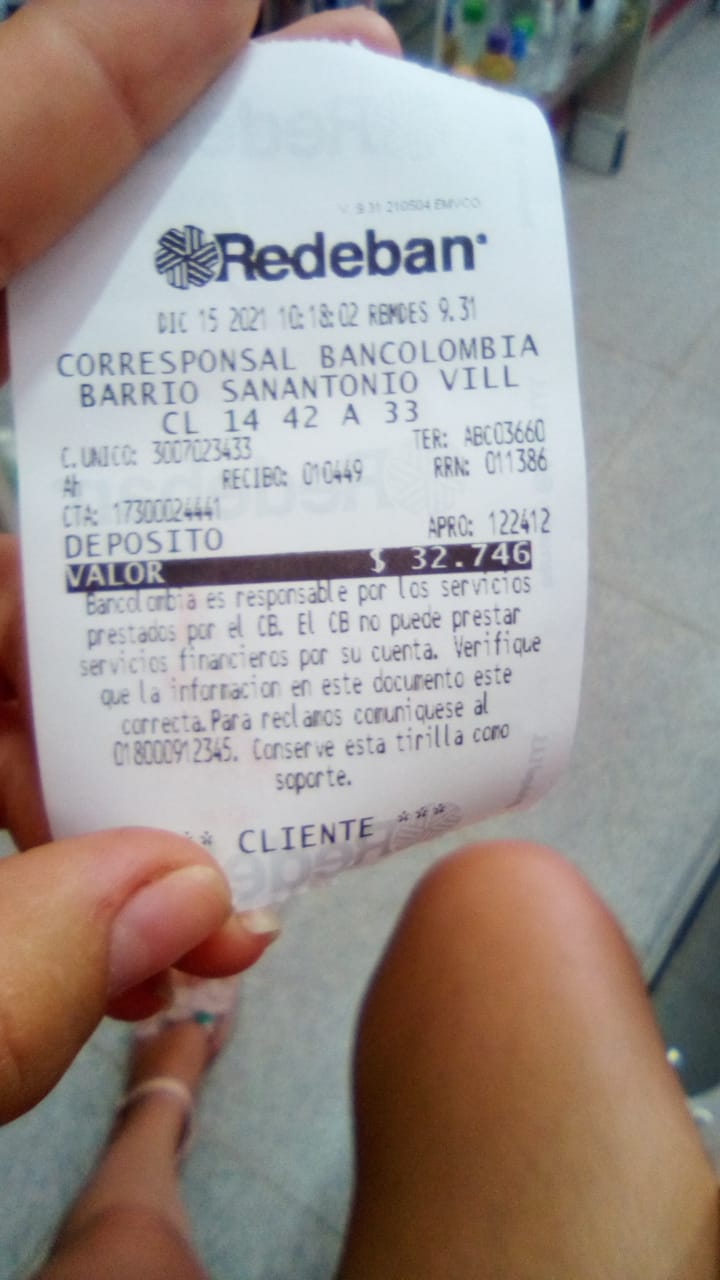 V. 9.31 210504 EMVCO
Redeban
DIC 15 2021 10:18:02 RBMDES 9.31
CORRESPONSAL BANCOLOMBIA
BARRIO SANANTONIO VILL
CL 14 42 A 33
C. UNICO: 3007023433 TER: ABC03660
Ah RECIBO: 010449 RRN: 011386
CTA: 17300024441 APRO: 122412
DEPOSITO
VALOR $ 32.746
Bancolombia es responsable por los servicios
prestados por el CB. El CB no puede prestar
servicios financieros por su cuenta. Verifique
que la informacion en este documento este
correcta.Para reclamos comuniquese al
018000912345. Conserve esta tirilla como
soporte.
** CLIENTE ***